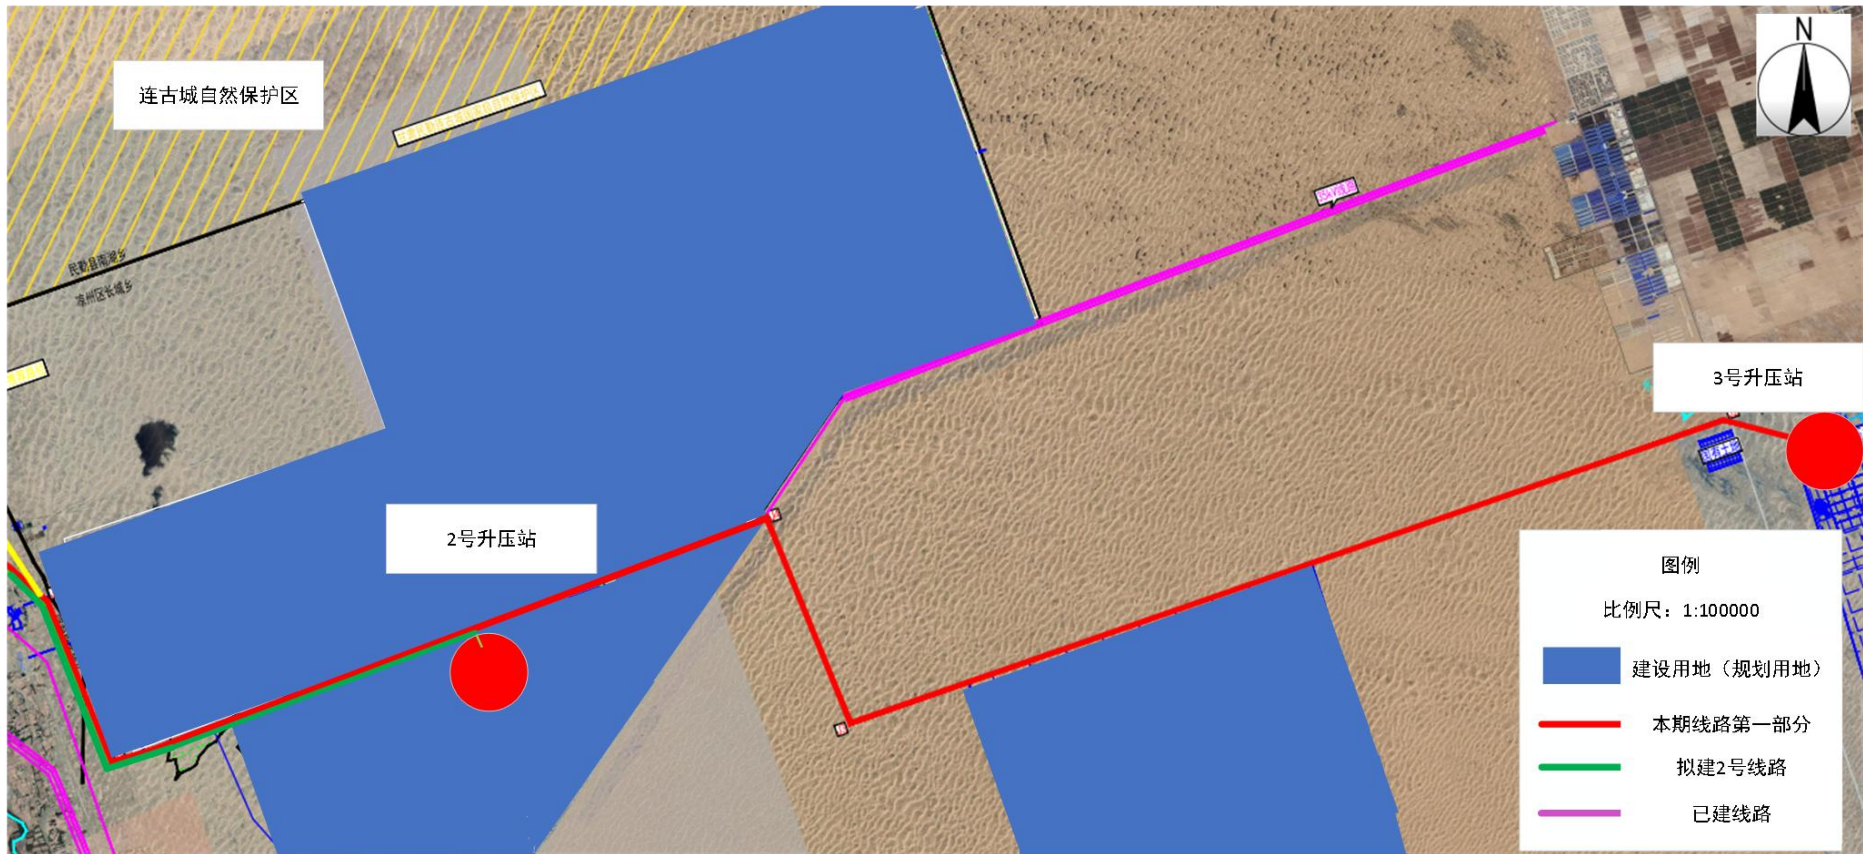 N
连古城自然保护区
民勤县南湖乡
凉州区长城乡
3号升压站
2号升压站
图例
比例尺：1:100000
建设用地（规划用地）
本期线路第一部分
拟建2号线路
已建线路